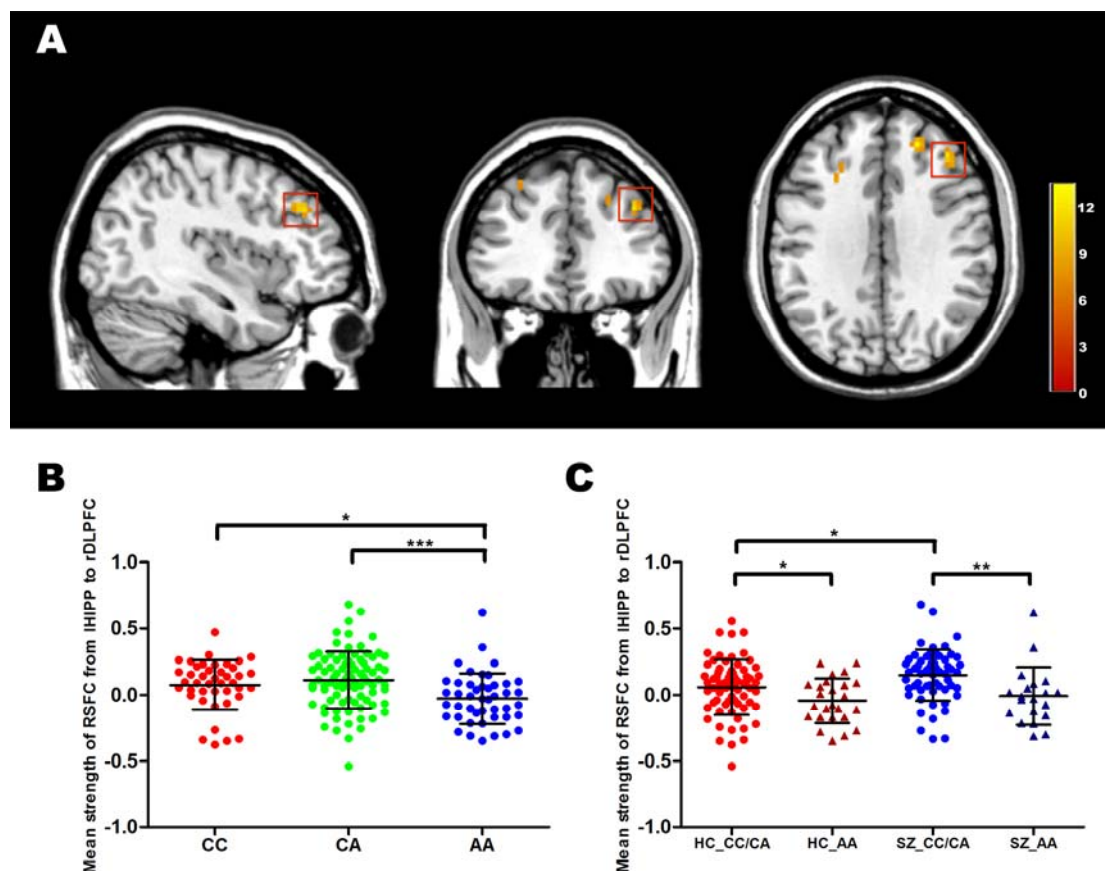 A
12
9
6
3
0
B
Mean strength of RSFC from lHIPP to rDLPFC
*
***
1.0
0.5
0.0
-0.5
-1.0
CC CA AA
C
Mean strength of RSFC from lHIPP to rDLPFC
*
* **
1.0
0.5
0.0
-0.5
-1.0
HC_CC/CA HC_AA SZ_CC/CA SZ_AA